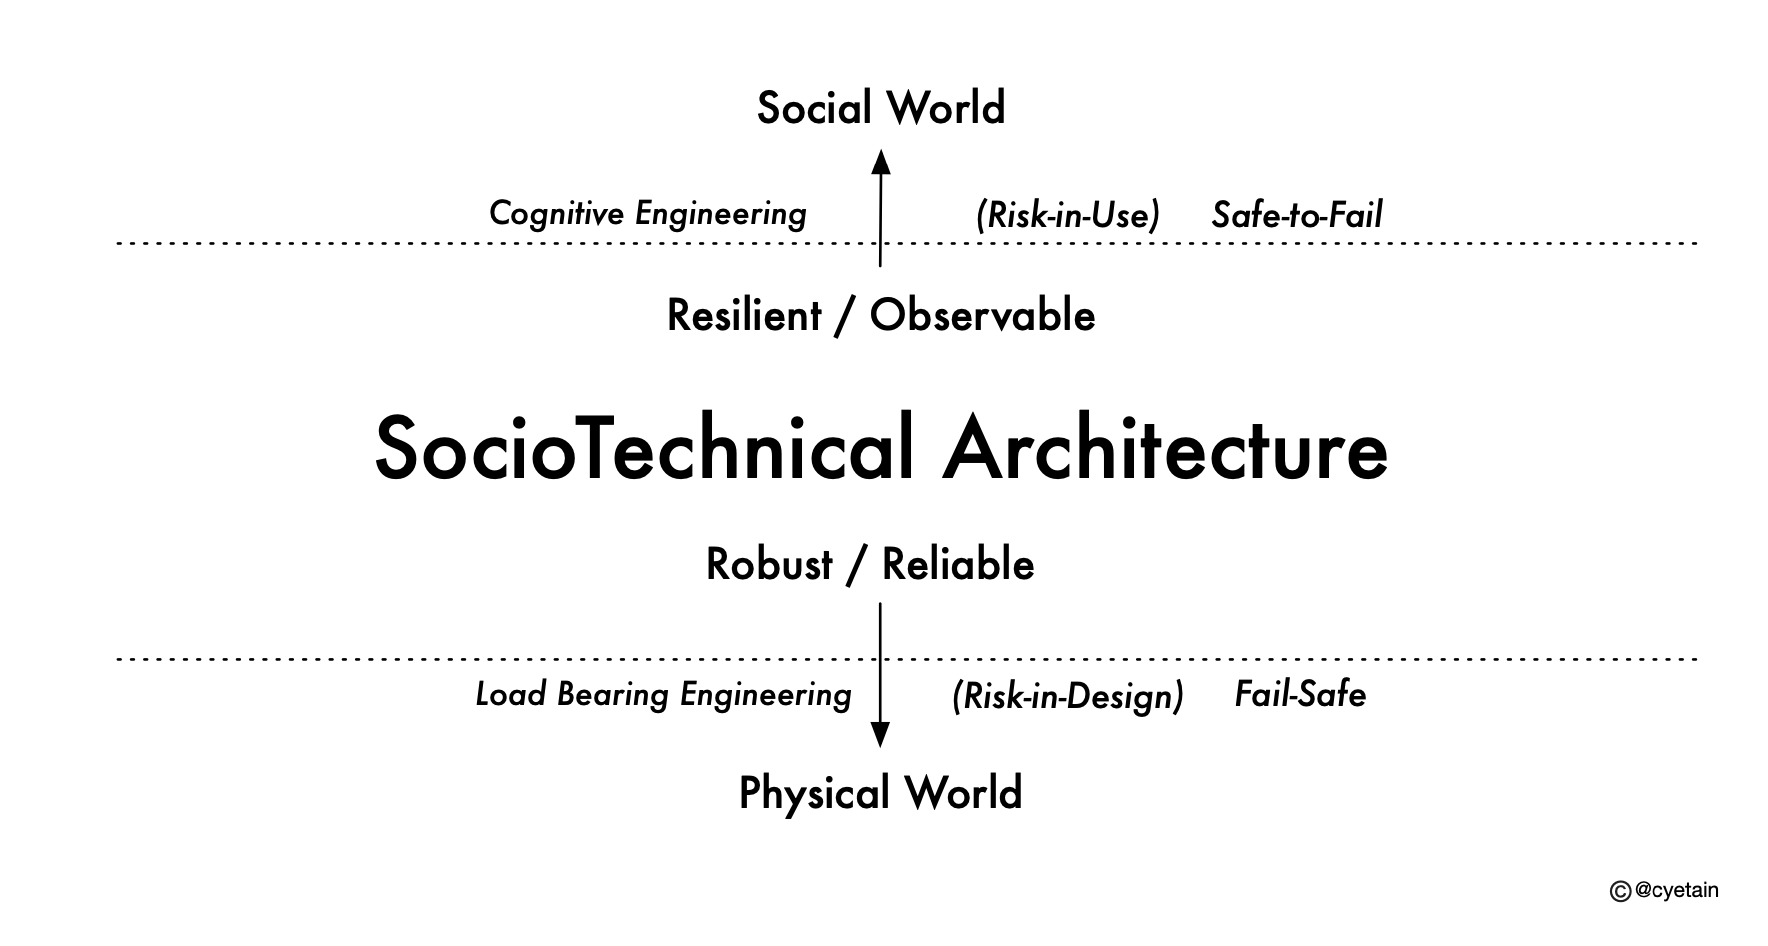 Social World
Cognitive Engineering (Risk-in-Use) Safe-to-Fail
Resilient / Observable
SocioTechnical Architecture
Robust / Reliable
Load Bearing Engineering (Risk-in-Design) Fail-Safe
Physical World
©@cyetain